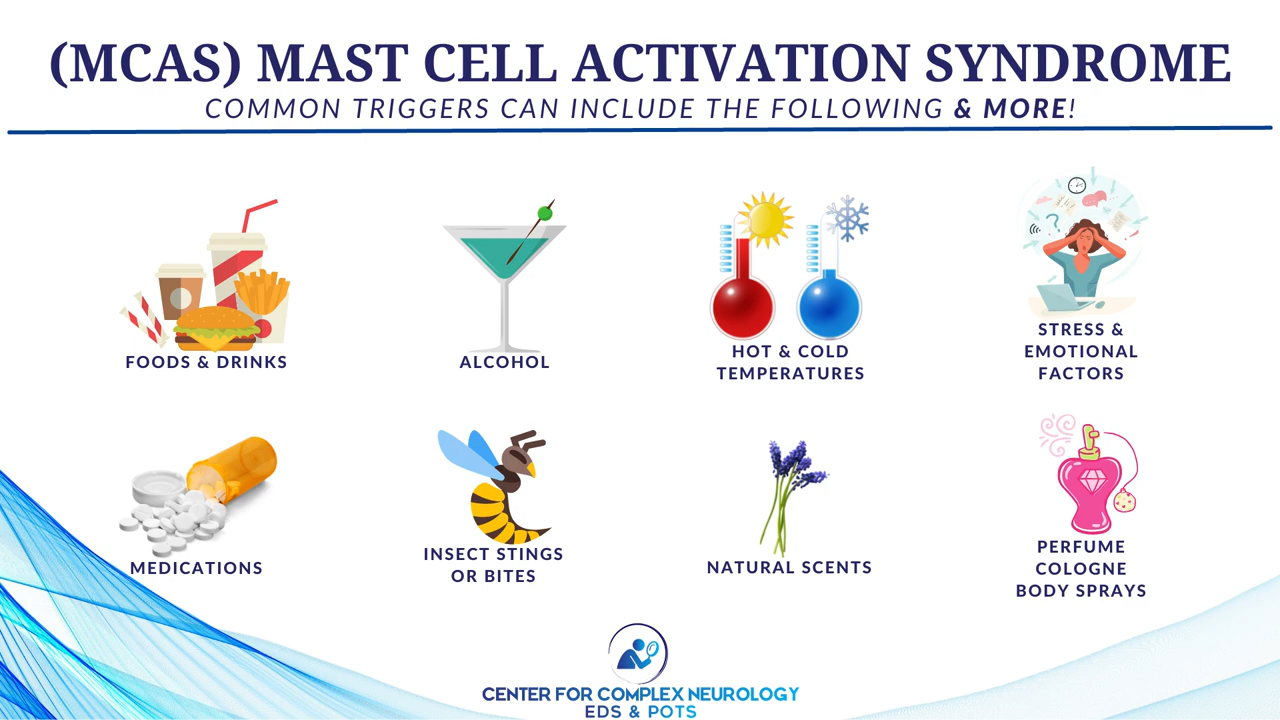 (MCAS) MAST CELL ACTIVATION SYNDROME
COMMON TRIGGERS CAN INCLUDE THE FOLLOWING & MORE!
FOODS & DRINKS
ALCOHOL
HOT & COLD
TEMPERATURES
STRESS &
EMOTIONAL
FACTORS
MEDICATIONS
INSECT STINGS
OR BITES
NATURAL SCENTS
PERFUME
COLOGNE
BODY SPRAYS
CENTER FOR COMPLEX NEUROLOGY
EDS & POTS